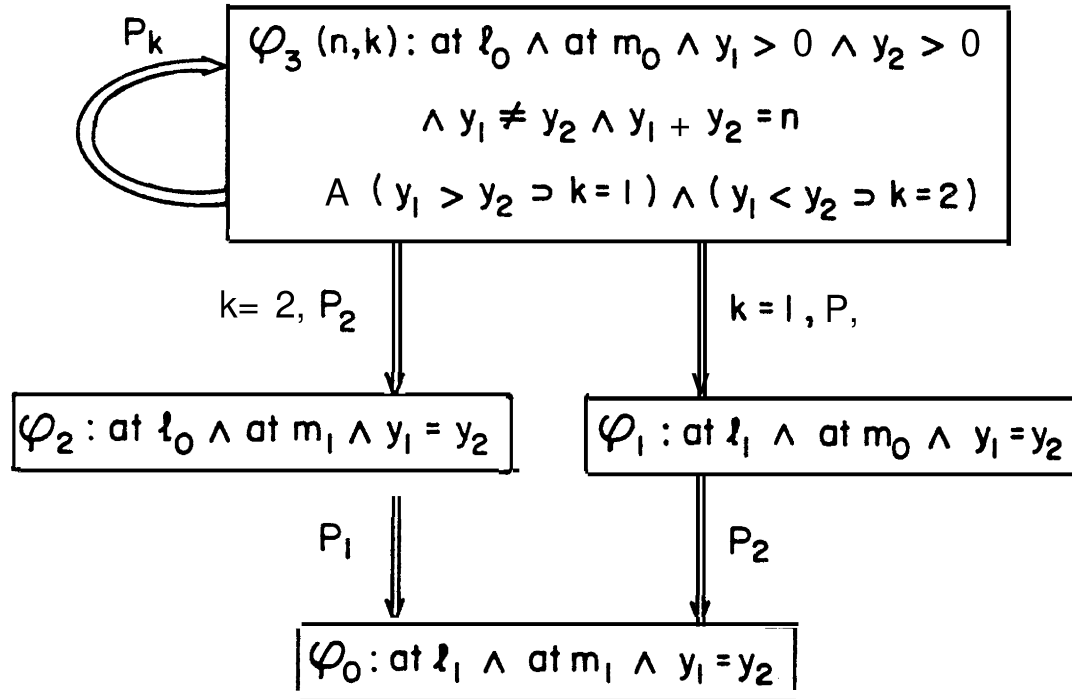 P_k
φ_3 (n,k): at ℓ_0 ∧ at m_0 ∧ y_1 > 0 ∧ y_2 > 0
∧ y_1 ≠ y_2 ∧ y_1 + y_2 = n
A (y_1 > y_2 ⊃ k=1) ∧ (y_1 < y_2 ⊃ k=2)
k= 2, P_2
k=1, P,
φ_2 : at ℓ_0 ∧ at m_1 ∧ y_1 = y_2
φ_1 : at ℓ_1 ∧ at m_0 ∧ y_1 = y_2
P_1
P_2
φ_0 : at ℓ_1 ∧ at m_1 ∧ y_1 = y_2